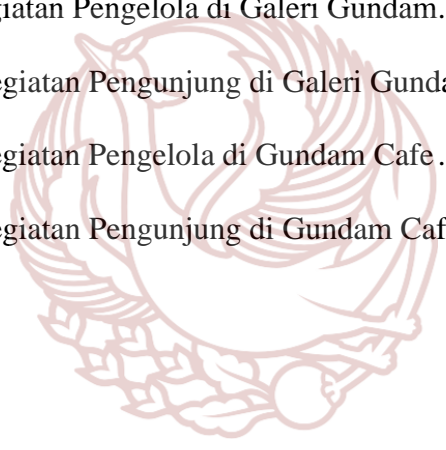 giatan Pengelola di Galeri Gundam.
egiatan Pengunjung di Galeri Gunda
egiatan Pengelola di Gundam Cafe .
egiatan Pengunjung di Gundam Caf